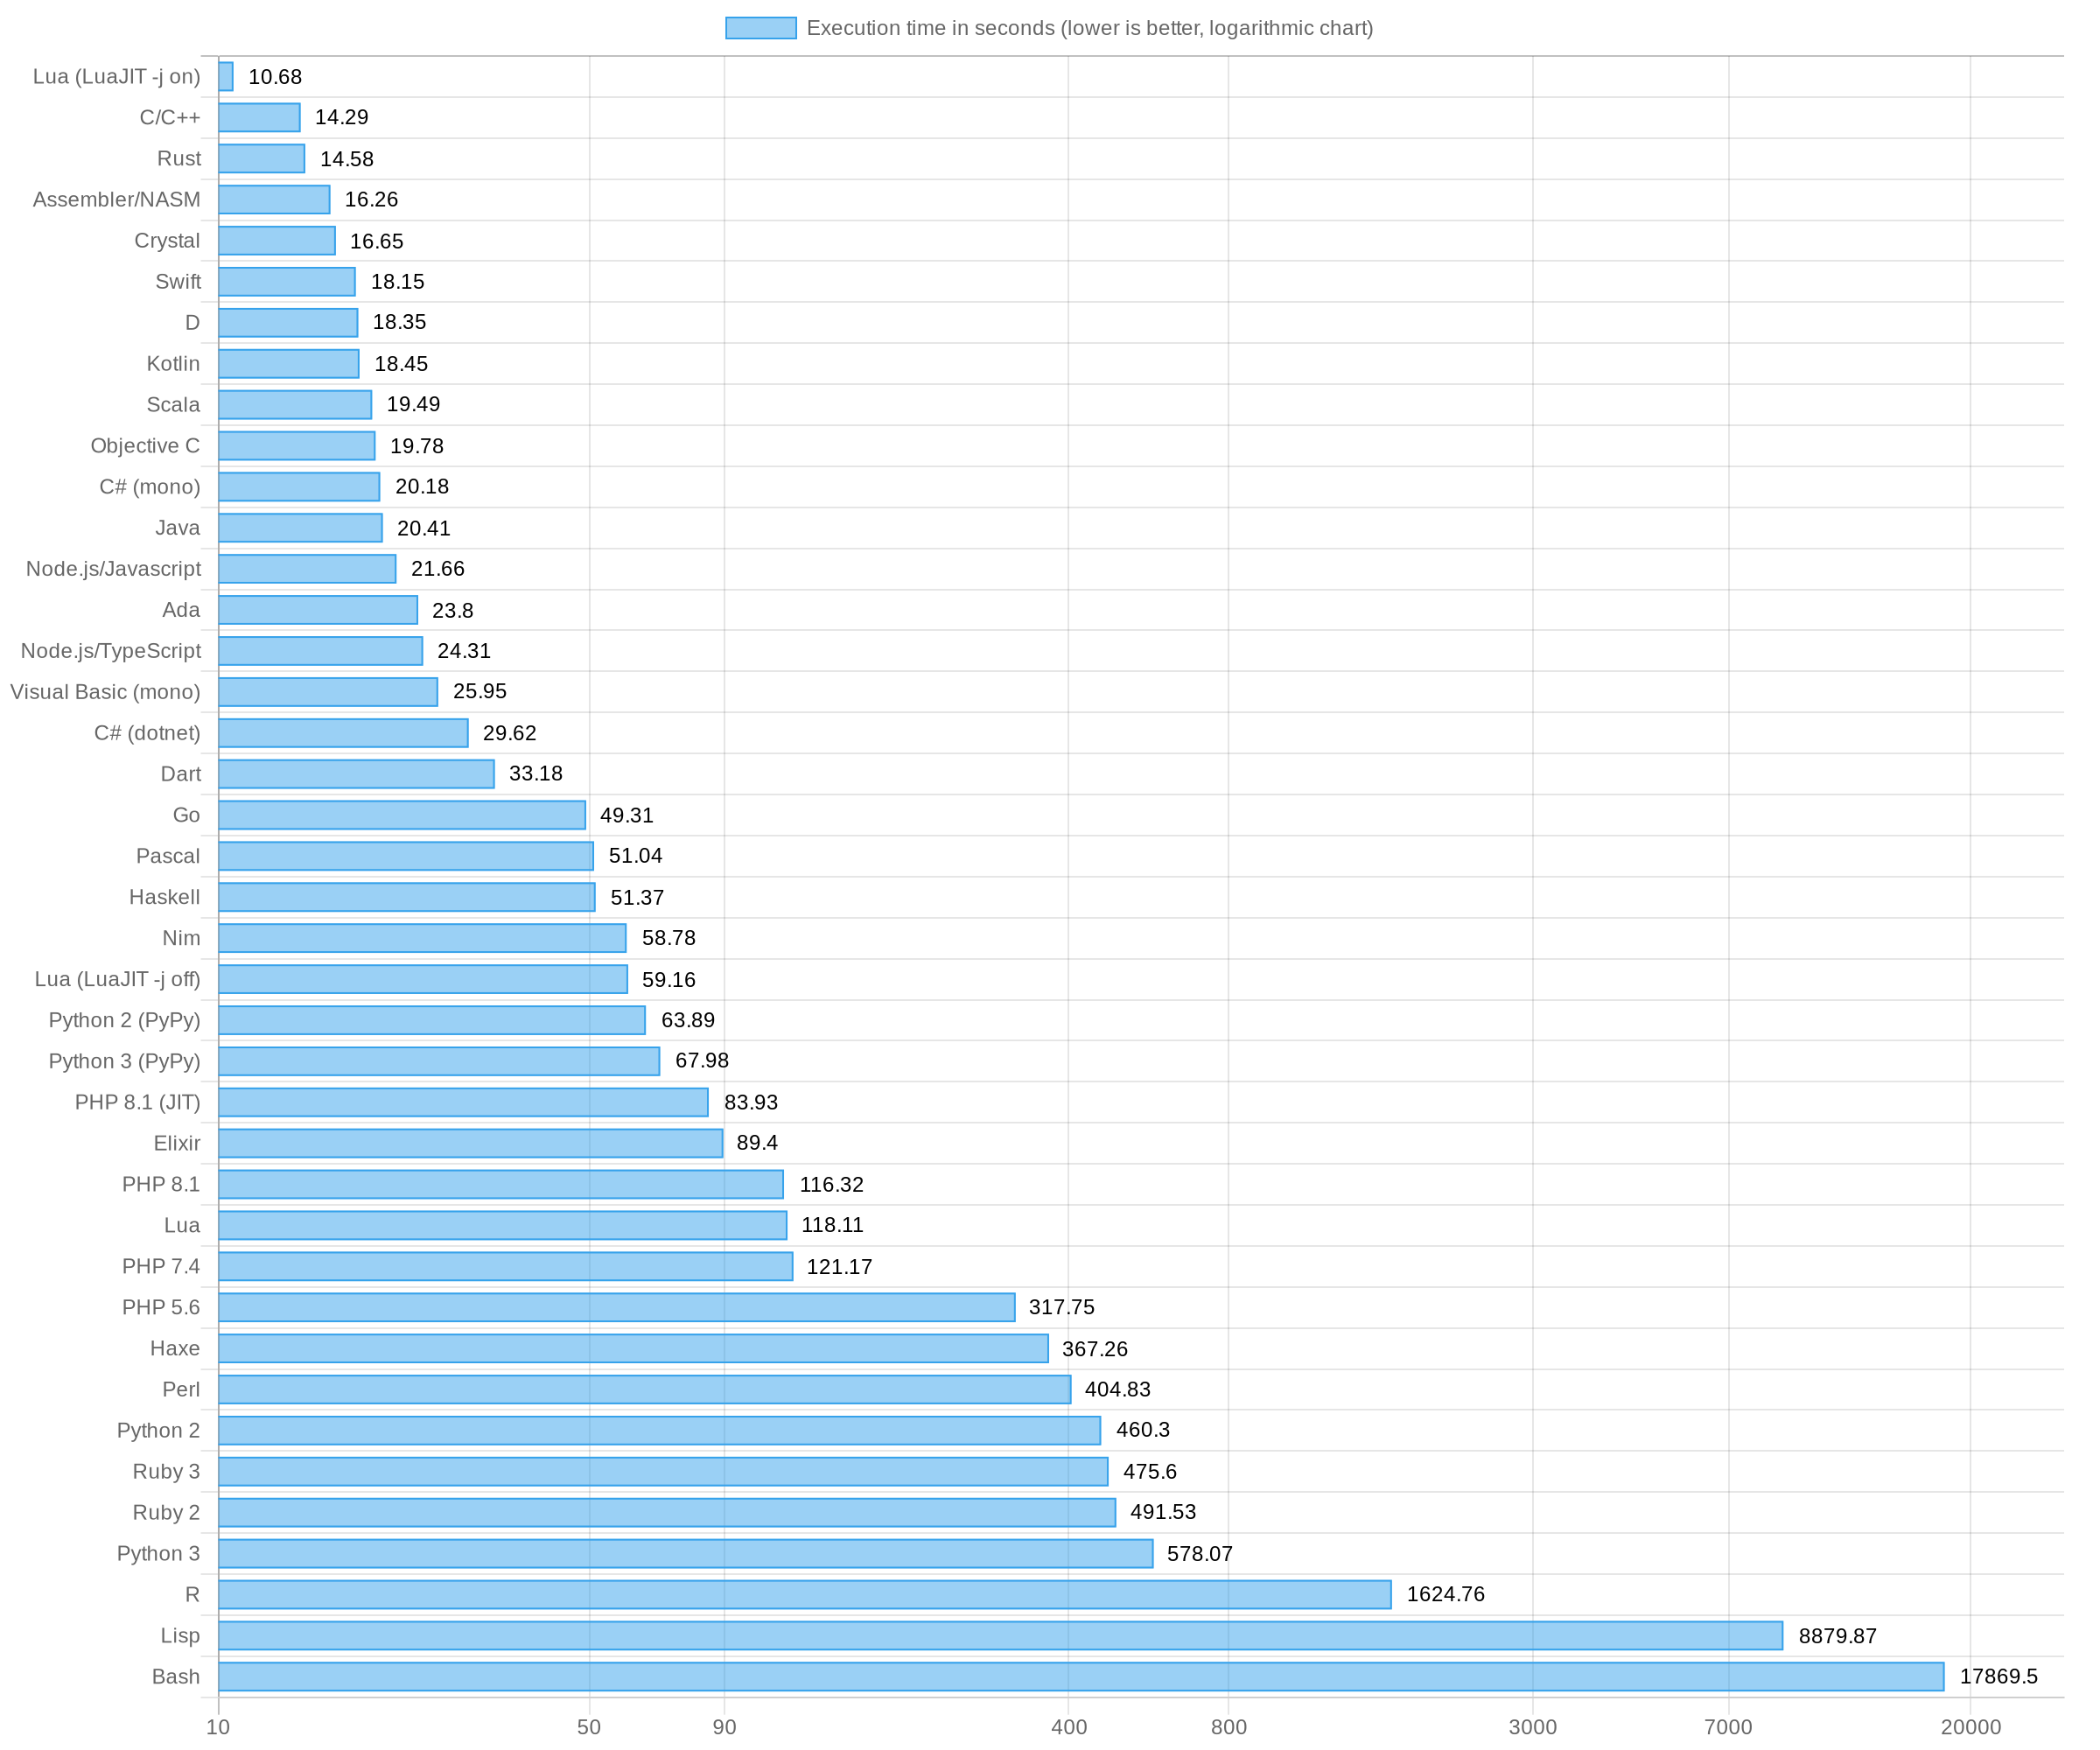 Execution time in seconds (lower is better, logarithmic chart)
Lua (LuaJIT -j on) 10.68
C/C++ 14.29
Rust 14.58
Assembler/NASM 16.26
Crystal 16.65
Swift 18.15
D 18.35
Kotlin 18.45
Scala 19.49
Objective C 19.78
C# (mono) 20.18
Java 20.41
Node.js/Javascript 21.66
Ada 23.8
Node.js/TypeScript 24.31
Visual Basic (mono) 25.95
C# (dotnet) 29.62
Dart 33.18
Go 49.31
Pascal 51.04
Haskell 51.37
Nim 58.78
Lua (LuaJIT -j off) 59.16
Python 2 (PyPy) 63.89
Python 3 (PyPy) 67.98
PHP 8.1 (JIT) 83.93
Elixir 89.4
PHP 8.1 116.32
Lua 118.11
PHP 7.4 121.17
PHP 5.6 317.75
Haxe 367.26
Perl 404.83
Python 2 460.3
Ruby 3 475.6
Ruby 2 491.53
Python 3 578.07
R 1624.76
Lisp 8879.87
Bash 17869.5
10 50 90 400 800 3000 7000 20000